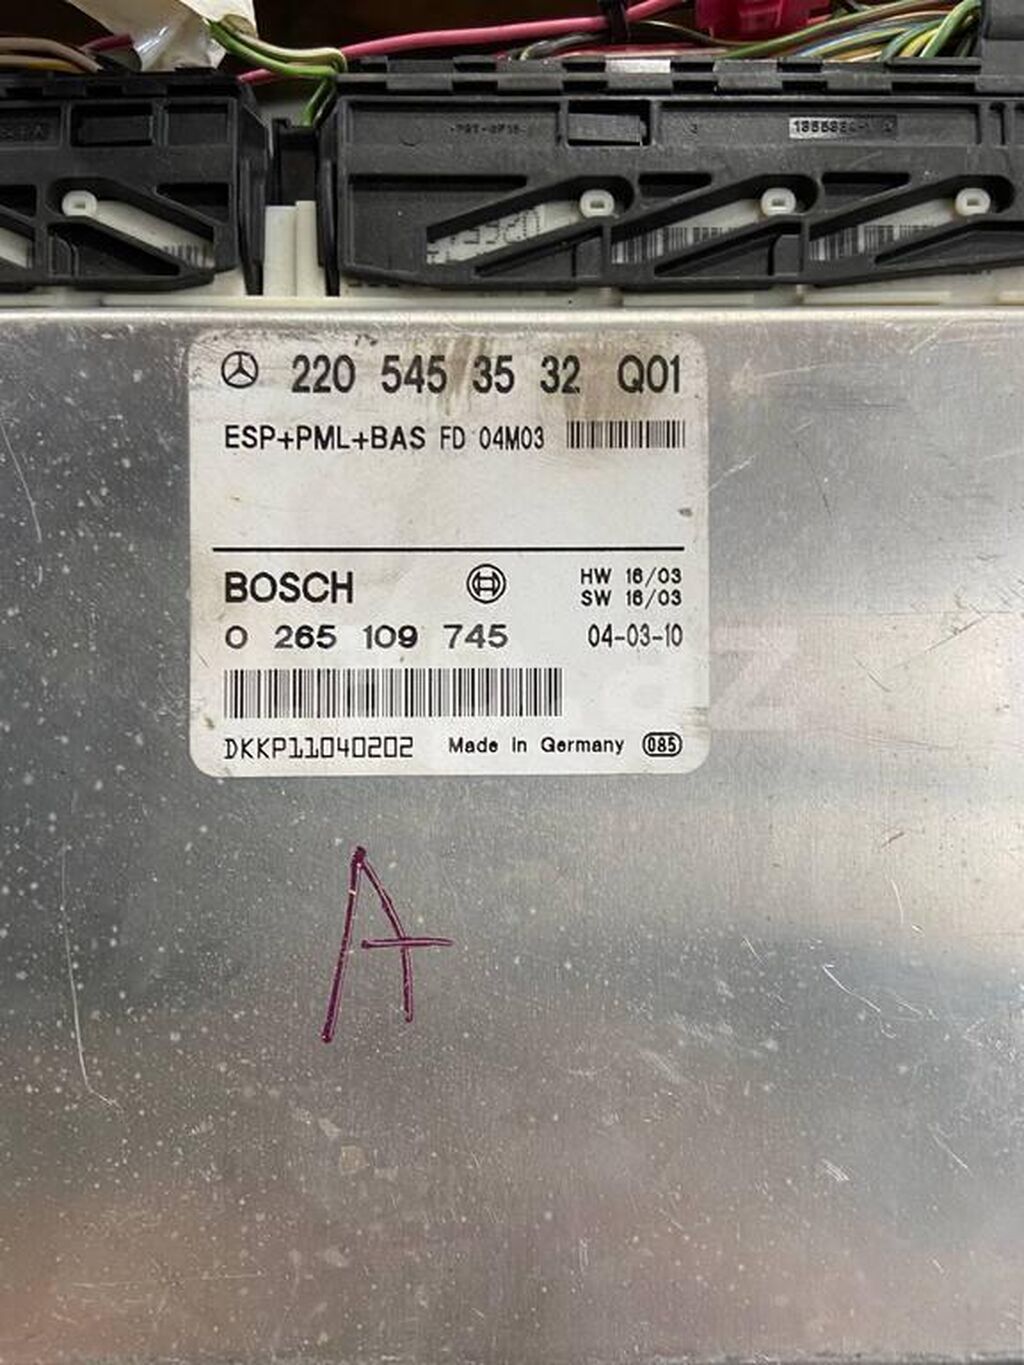 220 545 35 32 Q01
ESP+PML+BAS FD 04M03
BOSCH
HW 16/03
SW 16/03
0 265 109 745
04-03-10
DKKP11040202 Made in Germany 085
A